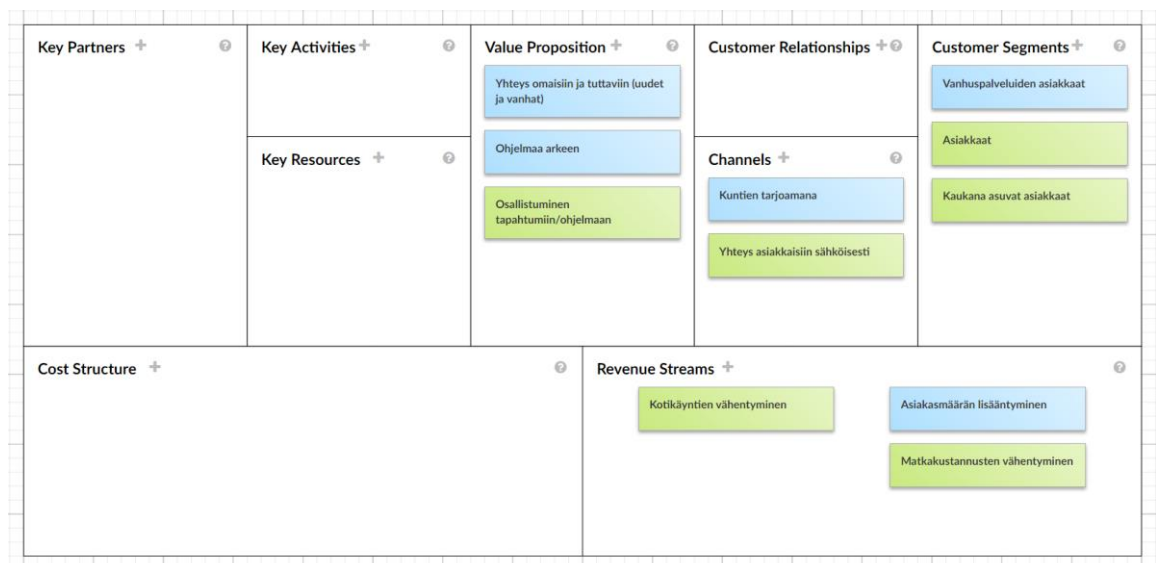 Key Partners
Key Activities
Value Proposition
Yhteys omaisiin ja tuttaviin (uudet
ja vanhat)
Ohjelmaa arkeen
Osallistuminen
tapahtumiin/ohjelmaan
Customer Relationships
Customer Segments
Vanhuspalveluiden asiakkaat
Asiakkaat
Kaukana asuvat asiakkaat
Key Resources
Channels
Kuntien tarjoamana
Yhteys asiakkaisiin sähköisesti
Cost Structure
Revenue Streams
Kotikäyntien vähentyminen
Asiakasmäärän lisääntyminen
Matkakustannusten vähentyminen